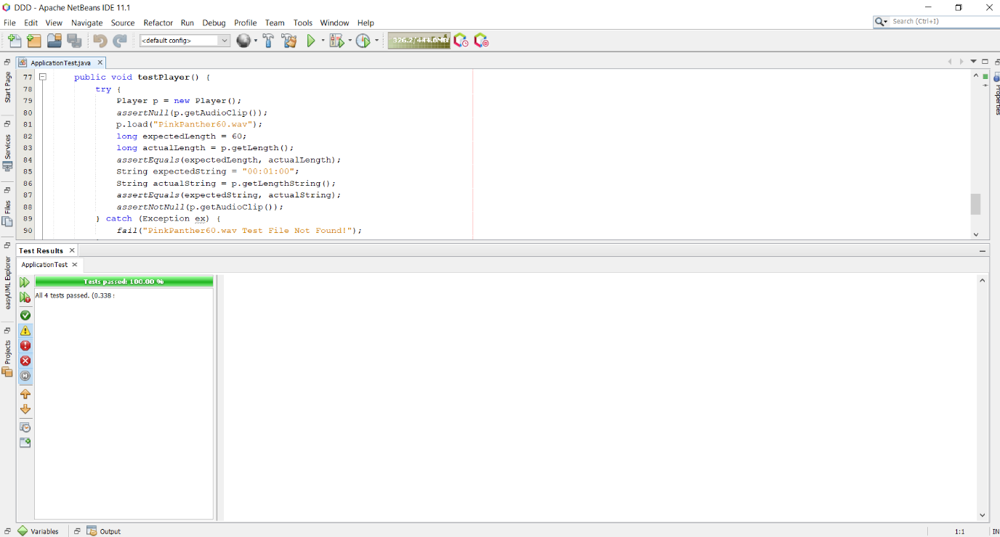 DDD - Apache NetBeans IDE 11.1
File Edit View Navigate Source Refactor Run Debug Profile Team Tools Window Help
Search (Ctrl+I)
<default config>
326.2/444.0MB
ApplicationTest.java
Start Page
Services
Files
easyUML Explorer
Projects
Properties
77 public void testPlayer() {
78 try {
79 Player p = new Player();
80 assertNull(p.getAudioClip());
81 p.load("PinkPanther60.wav");
82 long expectedLength = 60;
83 long actualLength = p.getLength();
84 assertEquals(expectedLength, actualLength);
85 String expectedString = "00:01:00";
86 String actualString = p.getLengthString();
87 assertEquals(expectedString, actualString);
88 assertNotNull(p.getAudioClip());
89 } catch (Exception ex) {
90 fail("PinkPanther60.wav Test File Not Found!");
Test Results
ApplicationTest
Tests passed: 100.00 %
All 4 tests passed. (0.338 s
Variables
Output
1:1
IN